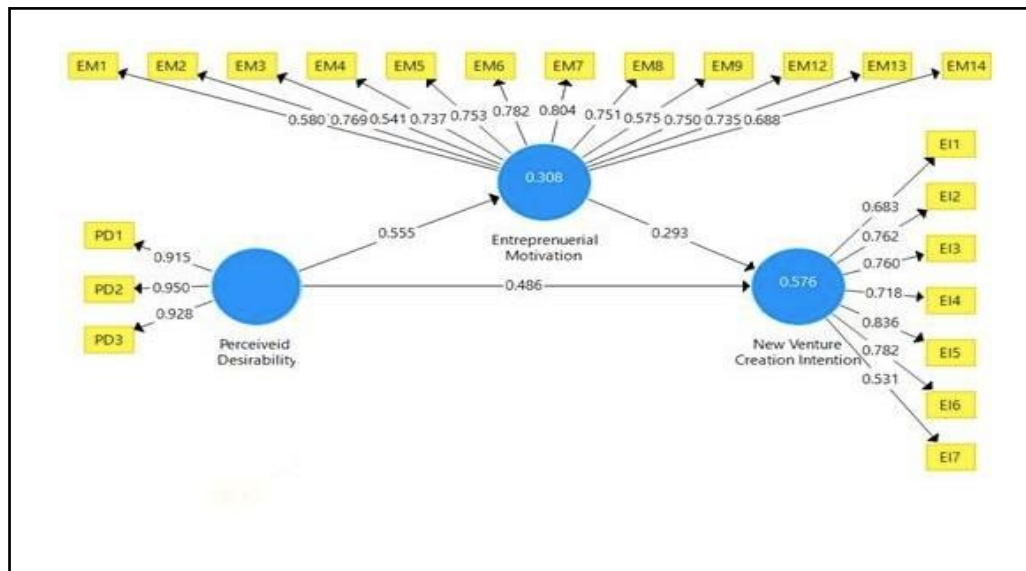 EM1 EM2 EM3 EM4 EM5 EM6 EM7 EM8 EM9 EM12 EM13 EM14
0.580 0.769 0.541 0.737 0.753 0.782 0.804 0.751 0.575 0.750 0.735 0.688
0.308
Entreprenuerial
Motivation
PD1
PD2
PD3
0.915
0.950
0.928
Perceiveid
Desirability
0.555
0.293
0.486
0.576
New Venture
Creation Intention
0.683
0.762
0.760
0.718
0.836
0.782
0.531
EI1
EI2
EI3
EI4
EI5
EI6
EI7